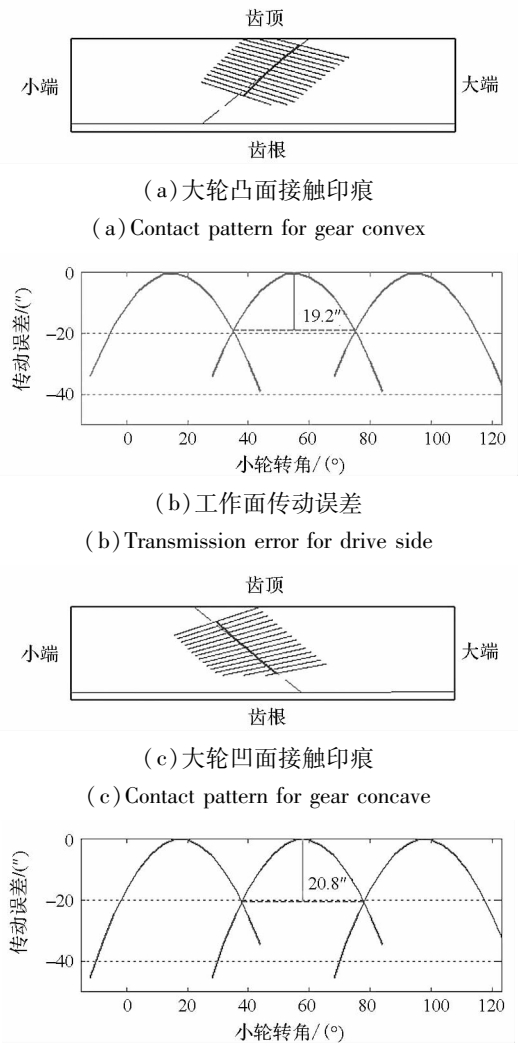 齿顶
小端
大端
齿根
(a)大轮凸面接触印痕
(a)Contact pattern for gear convex
传动误差/(″)
0
−20
−40
19.2″
0 20 40 60 80 100 120
小轮转角/(°)
(b)工作面传动误差
(b)Transmission error for drive side
齿顶
小端
大端
齿根
(c)大轮凹面接触印痕
(c)Contact pattern for gear concave
传动误差/(″)
0
−20
−40
20.8″
0 20 40 60 80 100 120
小轮转角/(°)